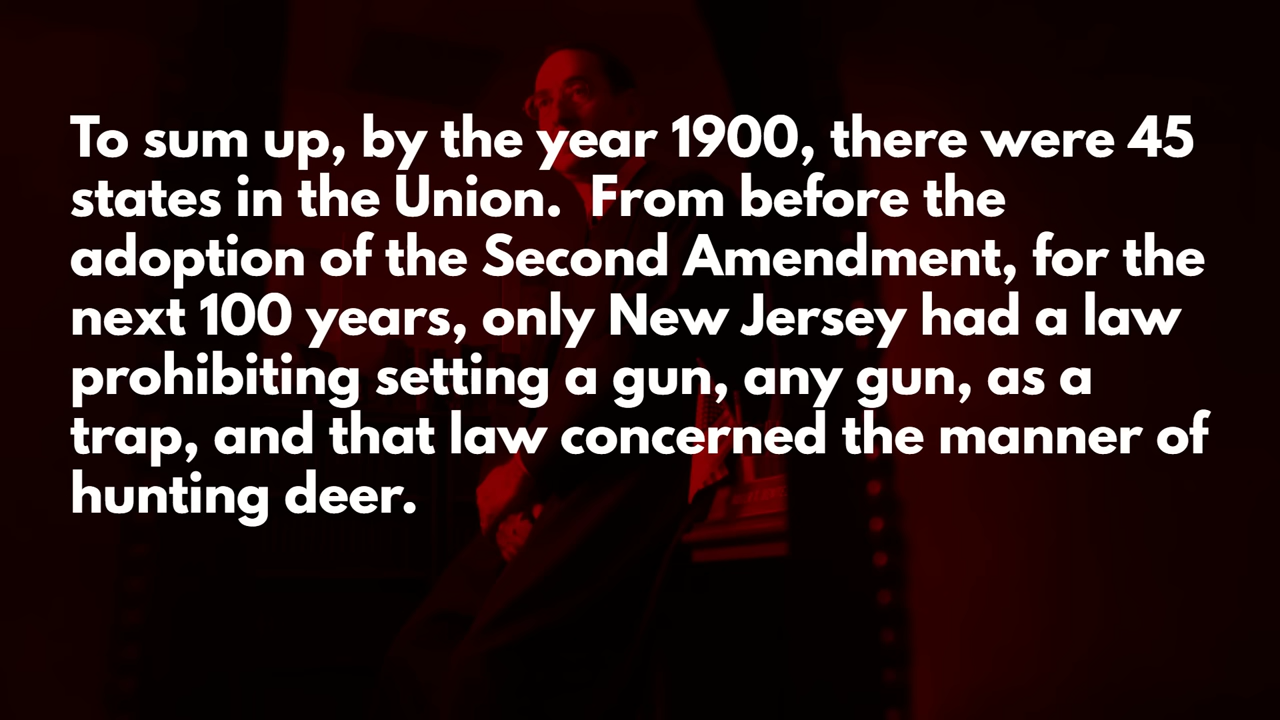 To sum up, by the year 1900, there were 45
states in the Union.  From before the
adoption of the Second Amendment, for the
next 100 years, only New Jersey had a law
prohibiting setting a gun, any gun, as a
trap, and that law concerned the manner of
hunting deer.